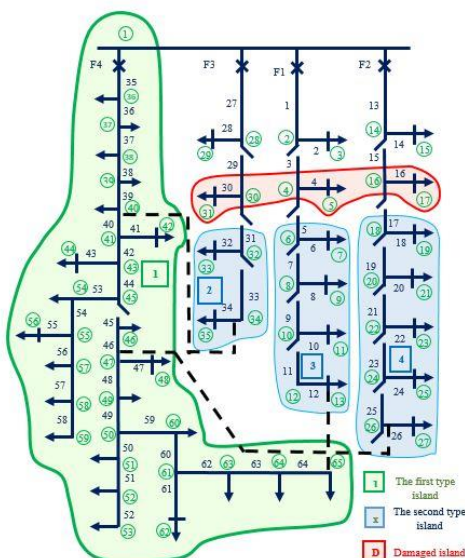 1
F4 F3 F1 F2
35
36 27 1 13
37 36
28 28 2 14
37 29 2 3 14 15
38 29 3 15
39 38
39 30 30 4 4 16 16
40 31 5 17
40 41 42 17
41 31 5 18
44 42 32 32 6 6 7 18 19
43 43 33 7 19
1 20
54 53 44 2 33 8 8 9 20 21
45 34 9 21
56 54 45 35 34 10 22
55 55 46 10 11 22 23
46 3 23 4
56 57 47 11 24 24
48 12 12 13 25
57 58 48
49 25
58 49 59 60 26 26
59 50 27
50 60
51 61 62 63 63 64 64 65
51 61
52
52 62
53
1 The first type
island
x The second type
island
D Damaged island